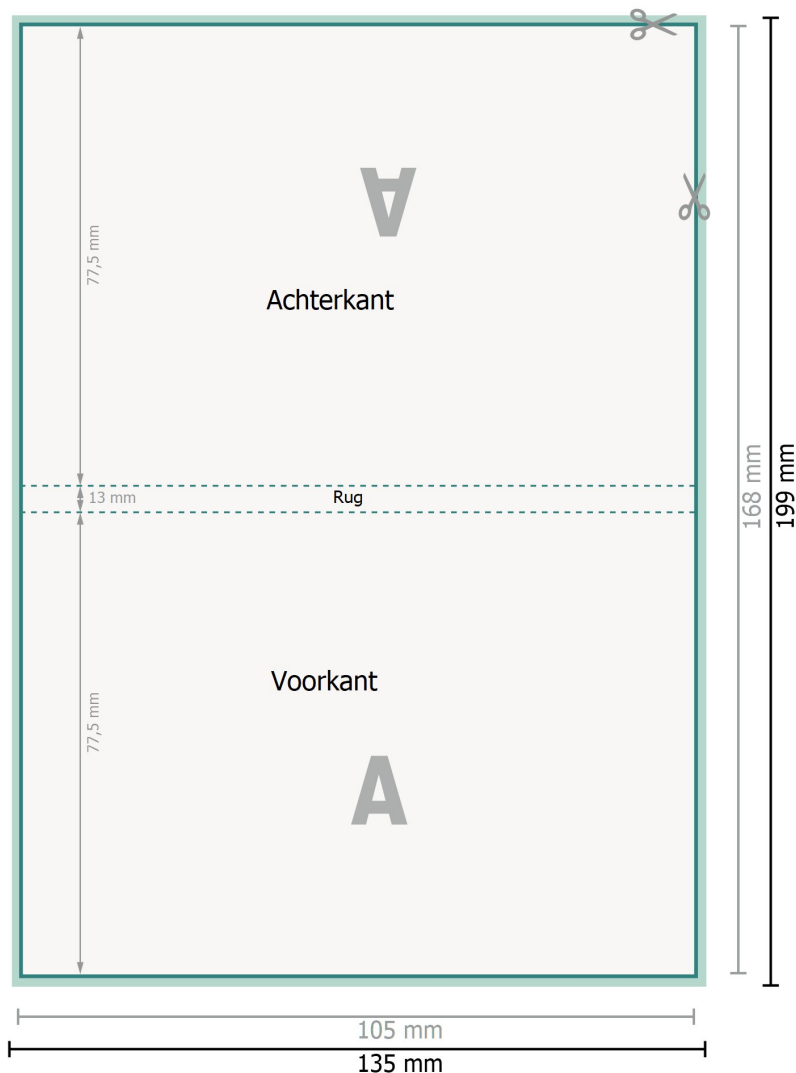 A
77,5 mm
Achterkant
13 mm
Rug
168 mm
199 mm
Voorkant
77,5 mm
A
105 mm
135 mm